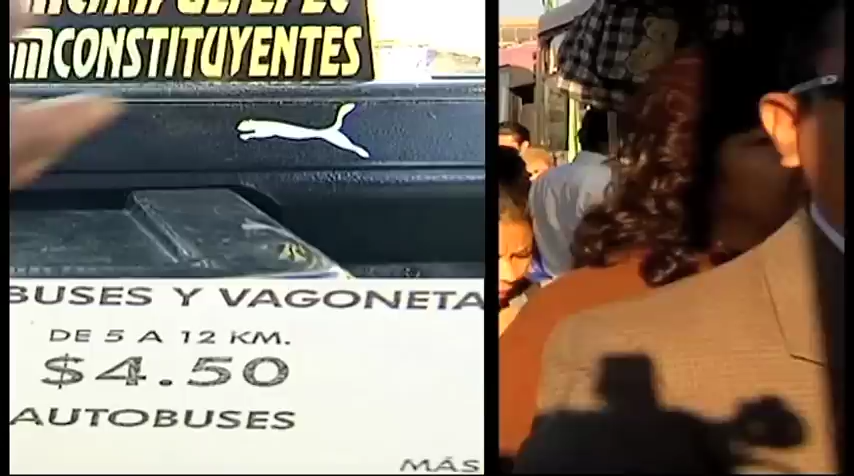 CONSTITUYENTES
BUSES Y VAGONETA
DE 5 A 12 KM.
$4.50
AUTOBUSES
MÁS